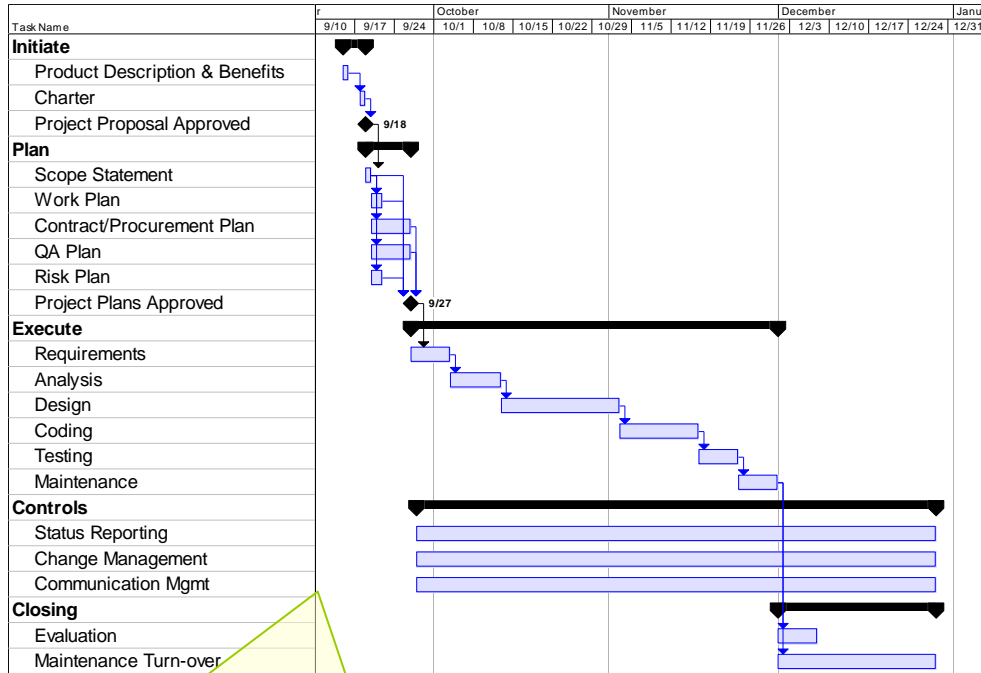 r October November December Janu
Task Name 9/10 9/17 9/24 10/1 10/8 10/15 10/22 10/29 11/5 11/12 11/19 11/26 12/3 12/10 12/17 12/24 12/31
Initiate
Product Description & Benefits
Charter
Project Proposal Approved 9/18
Plan
Scope Statement
Work Plan
Contract/Procurement Plan
QA Plan
Risk Plan
Project Plans Approved 9/27
Execute
Requirements
Analysis
Design
Coding
Testing
Maintenance
Controls
Status Reporting
Change Management
Communication Mgmt
Closing
Evaluation
Maintenance Turn-over